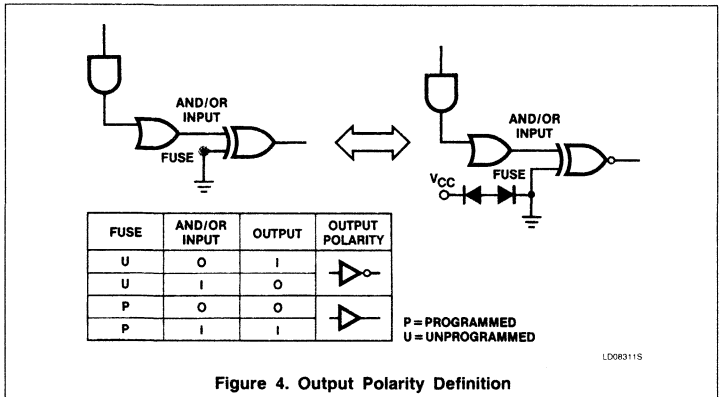 AND/OR
INPUT
FUSE
AND/OR
INPUT
VCC
FUSE
FUSE AND/OR INPUT OUTPUT OUTPUT POLARITY
U O I
U I O
P O O
P I I
P = PROGRAMMED
U = UNPROGRAMMED
LD08311S
Figure 4. Output Polarity Definition